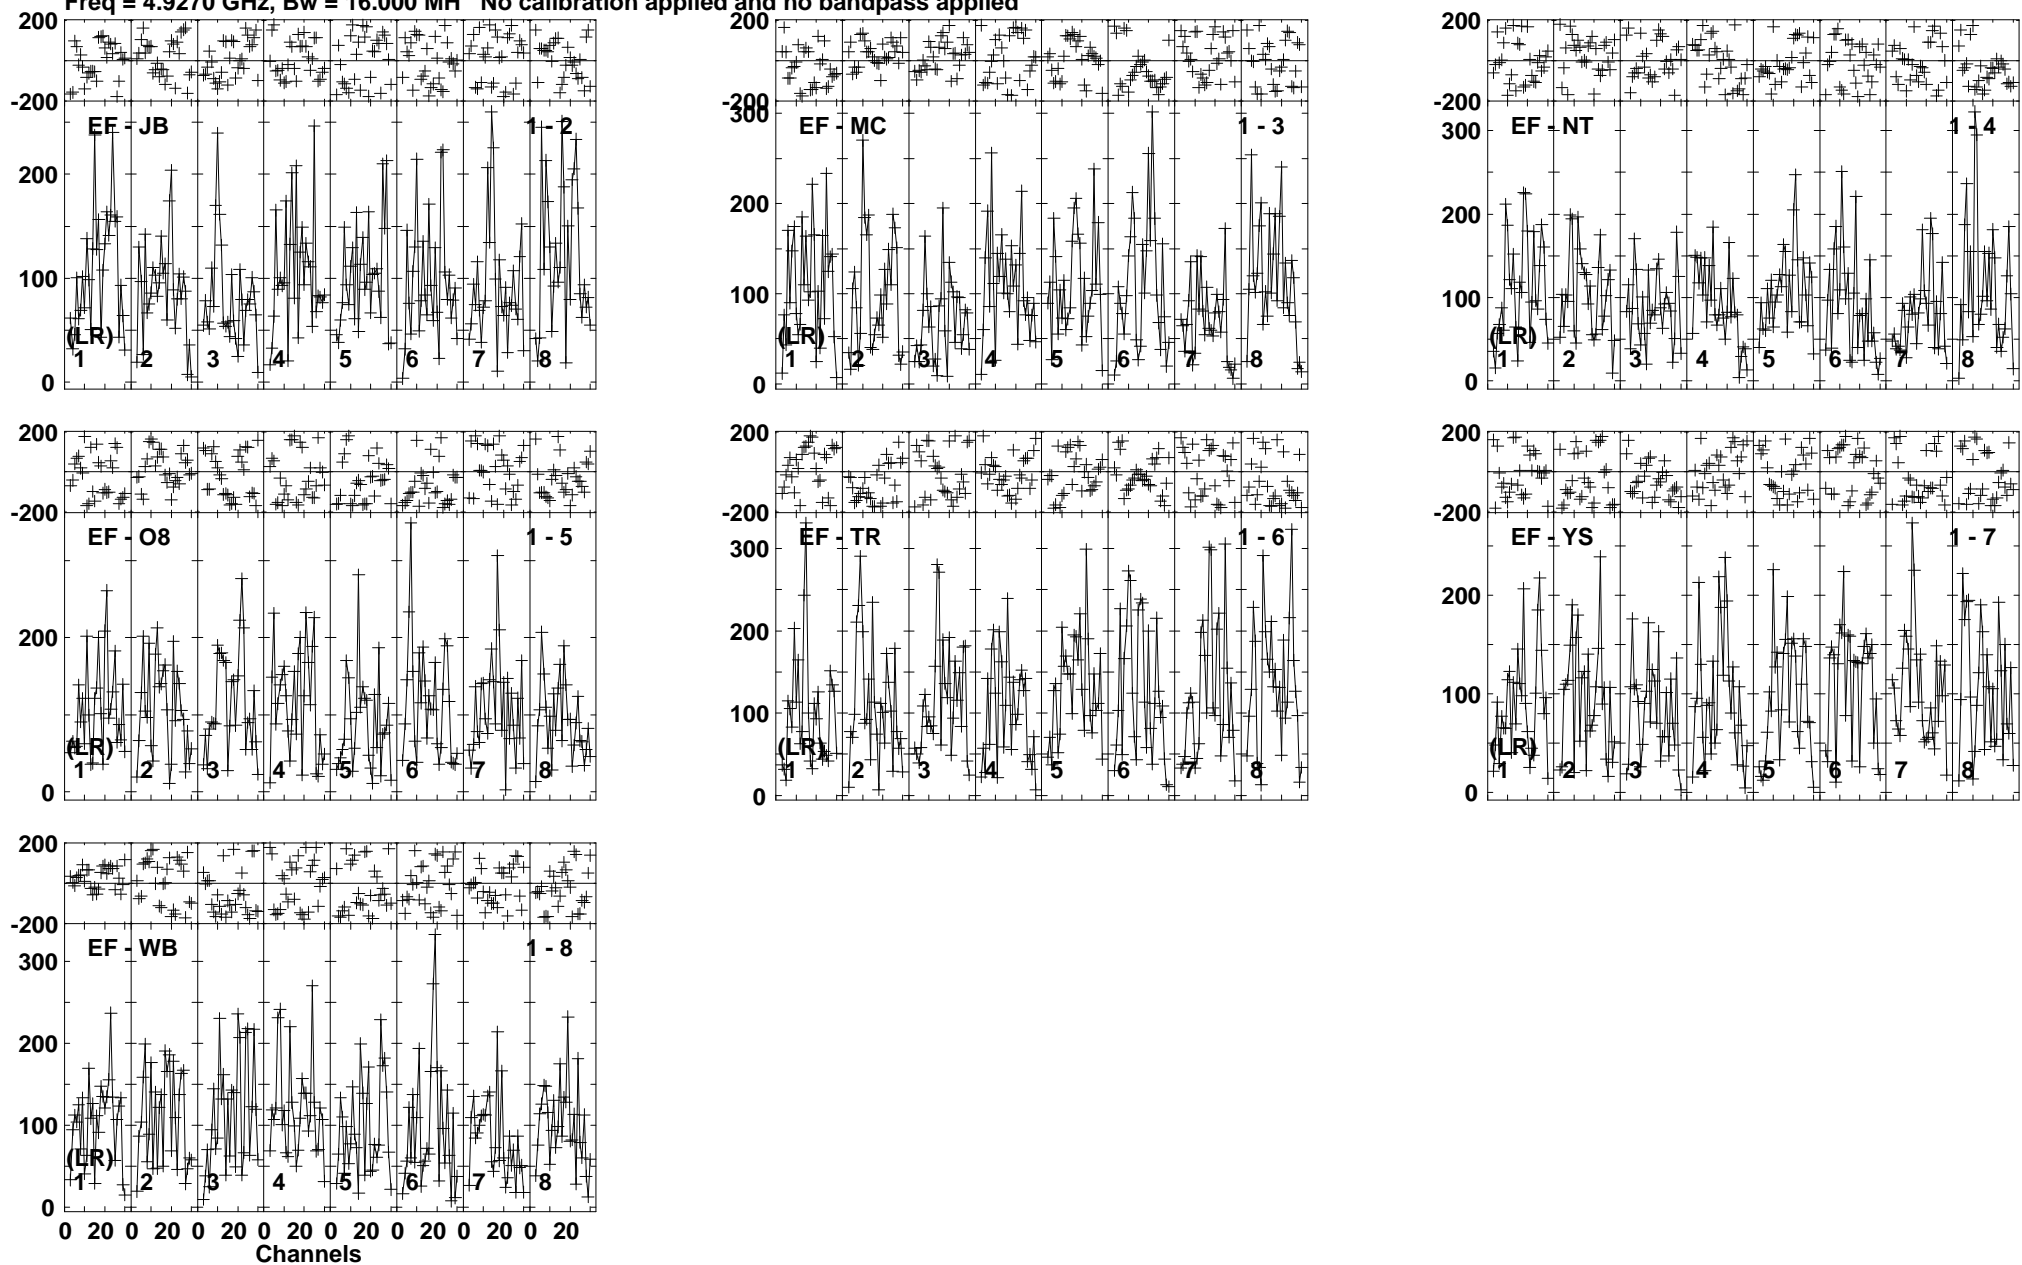 Freq = 4.9270 GHz, Bw = 16.000 MH No calibration applied and no bandpass applied
200
-200
EF - JB 1 - 2
200
100
(LR)
0
1 2 3 4 5 6 7 8
200
-200
300
EF - MC 1 - 3
200
100
(LR)
0
1 2 3 4 5 6 7 8
200
-200
300
EF - NT 1 - 4
200
100
(LR)
0
1 2 3 4 5 6 7 8
200
-200
EF - O8 1 - 5
200
(LR)
0
1 2 3 4 5 6 7 8
200
-200
300
EF - TR 1 - 6
200
100
(LR)
0
1 2 3 4 5 6 7 8
200
-200
EF - YS 1 - 7
200
100
(LR)
0
1 2 3 4 5 6 7 8
200
-200
EF - WB 1 - 8
300
200
100
(LR)
0
1 2 3 4 5 6 7 8
0 20 0 20 0 20 0 20 0 20 0 20 0 20 0 20
Channels